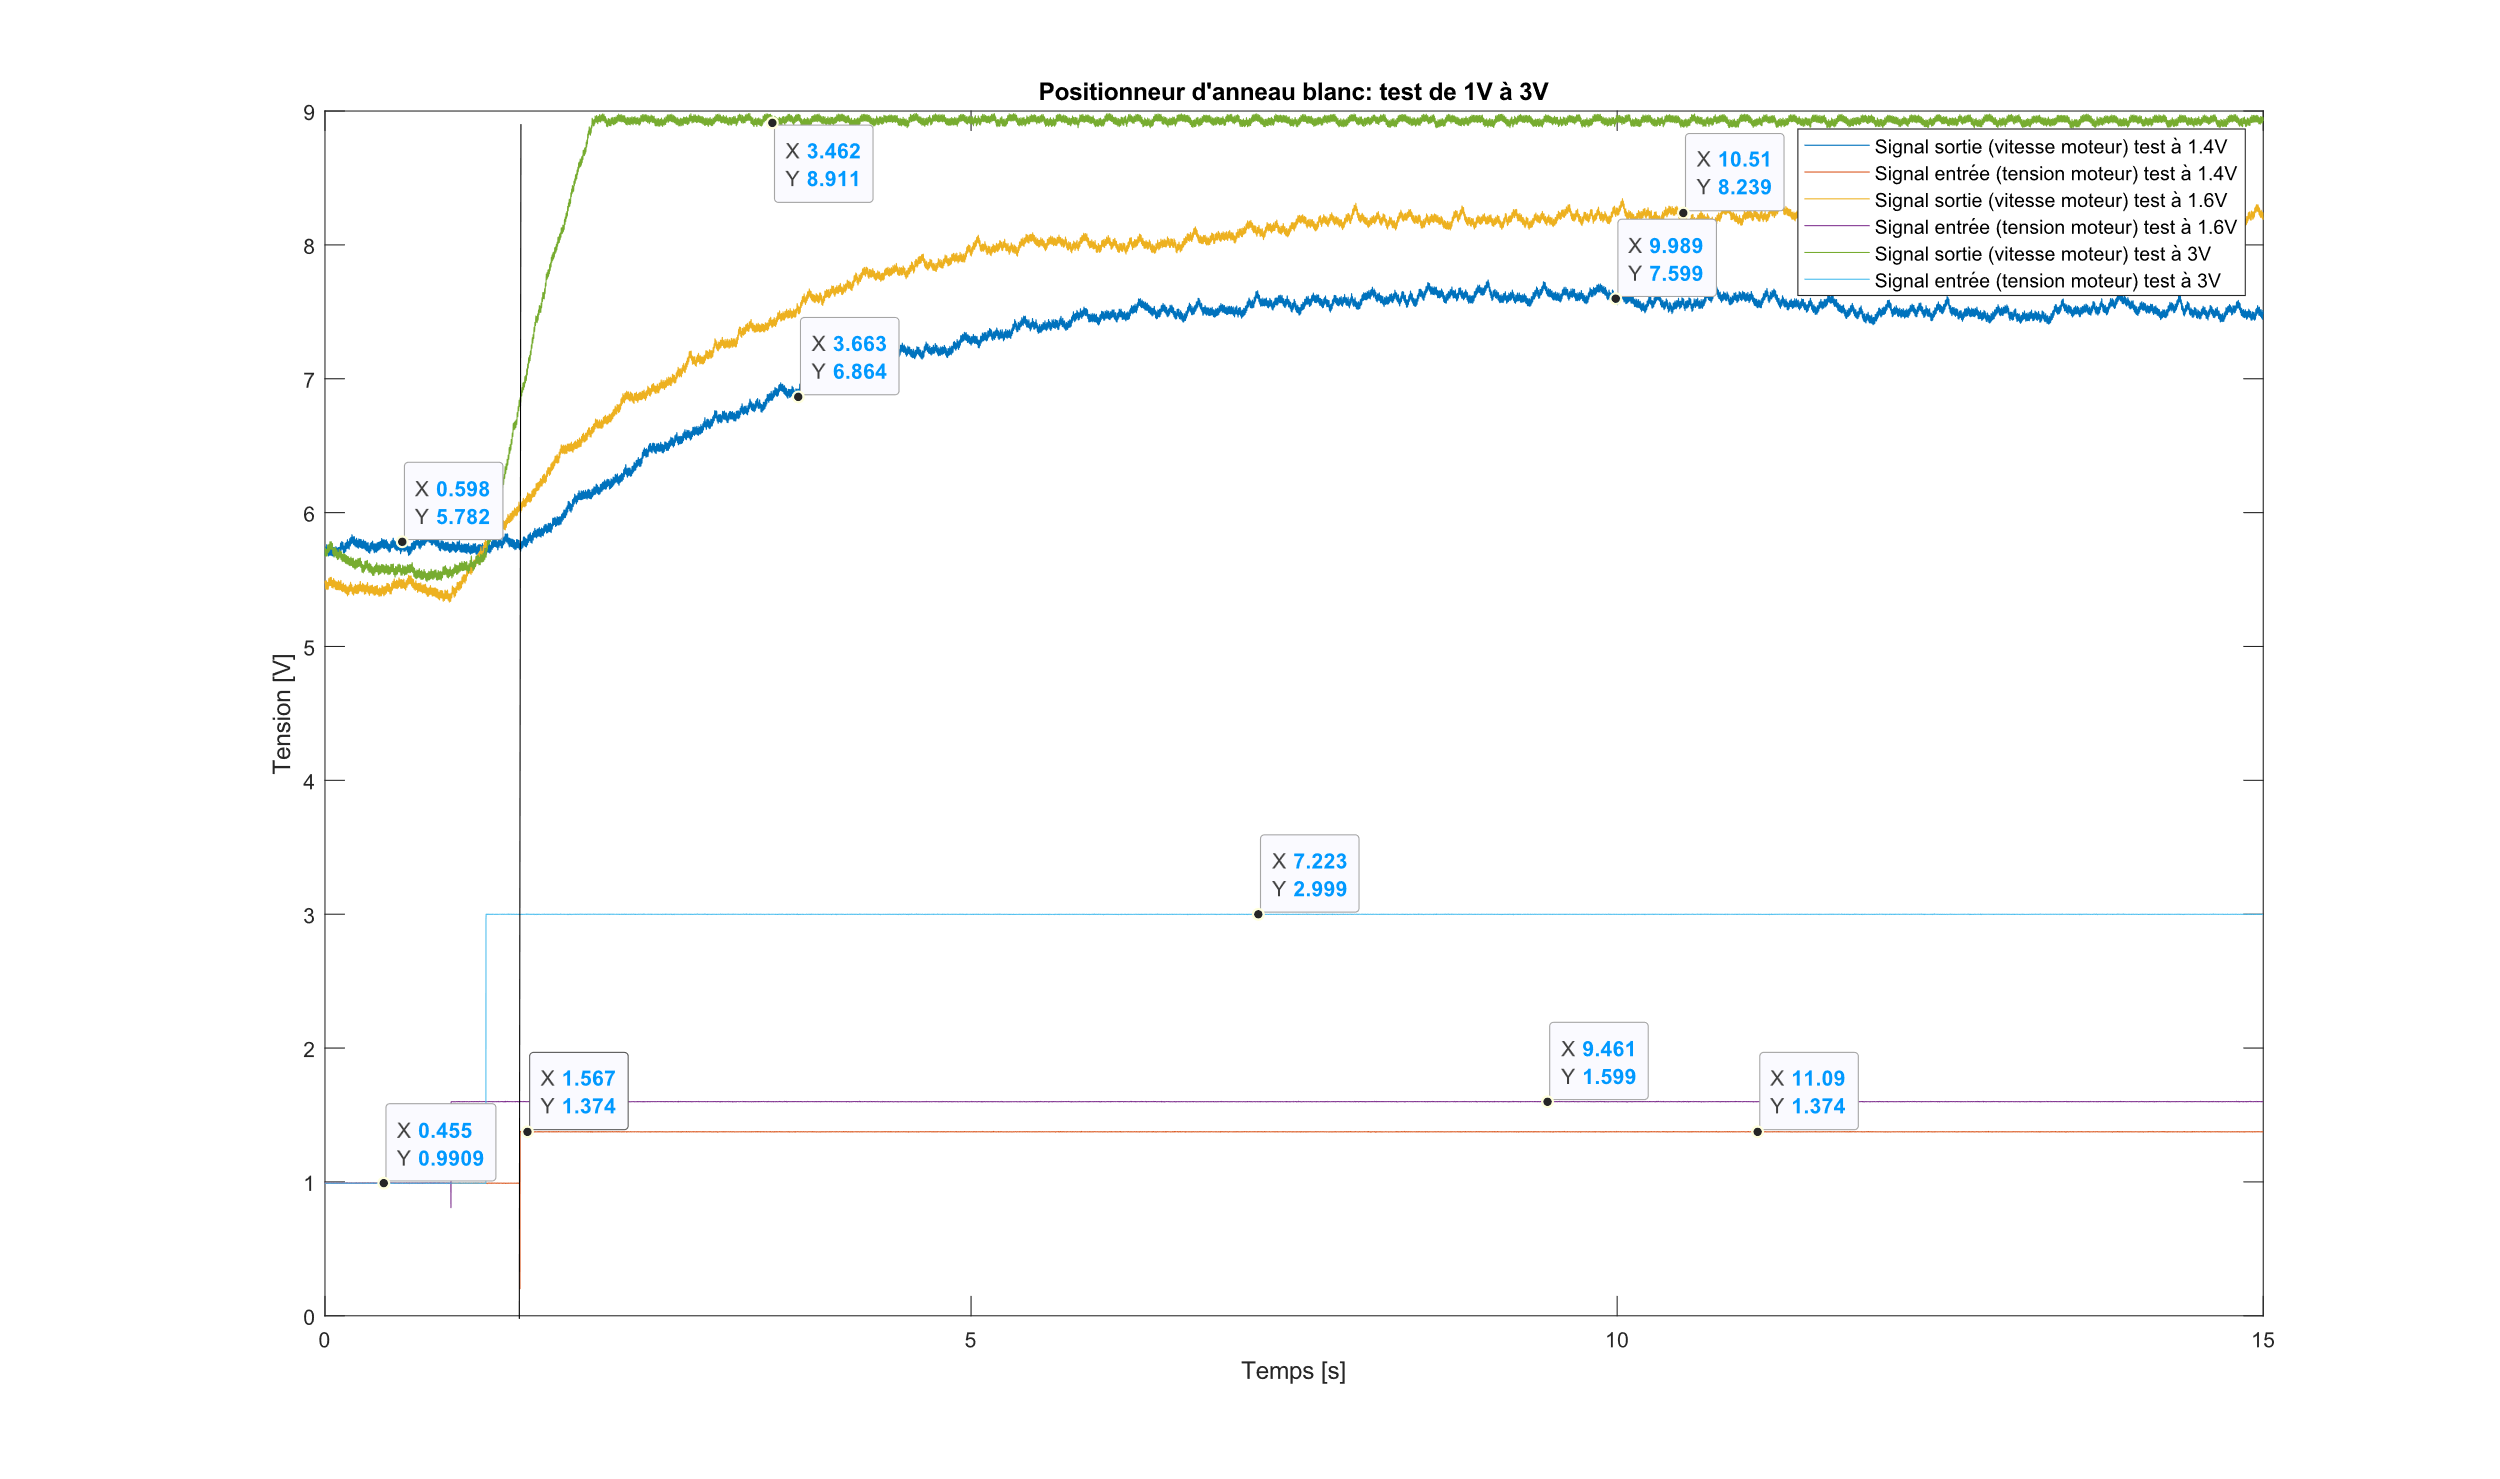 Positionneur d'anneau blanc: test de 1V à 3V
Tension [V]
9
8
7
6
5
4
3
2
1
0
X 3.462
Y 8.911
X 10.51
Y 8.239
X 9.989
Y 7.599
X 3.663
Y 6.864
X 0.598
Y 5.782
X 7.223
Y 2.999
X 9.461
Y 1.599
X 11.09
Y 1.374
X 1.567
Y 1.374
X 0.455
Y 0.9909
Signal sortie (vitesse moteur) test à 1.4V
Signal entrée (tension moteur) test à 1.4V
Signal sortie (vitesse moteur) test à 1.6V
Signal entrée (tension moteur) test à 1.6V
Signal sortie (vitesse moteur) test à 3V
Signal entrée (tension moteur) test à 3V
0
5
10
15
Temps [s]